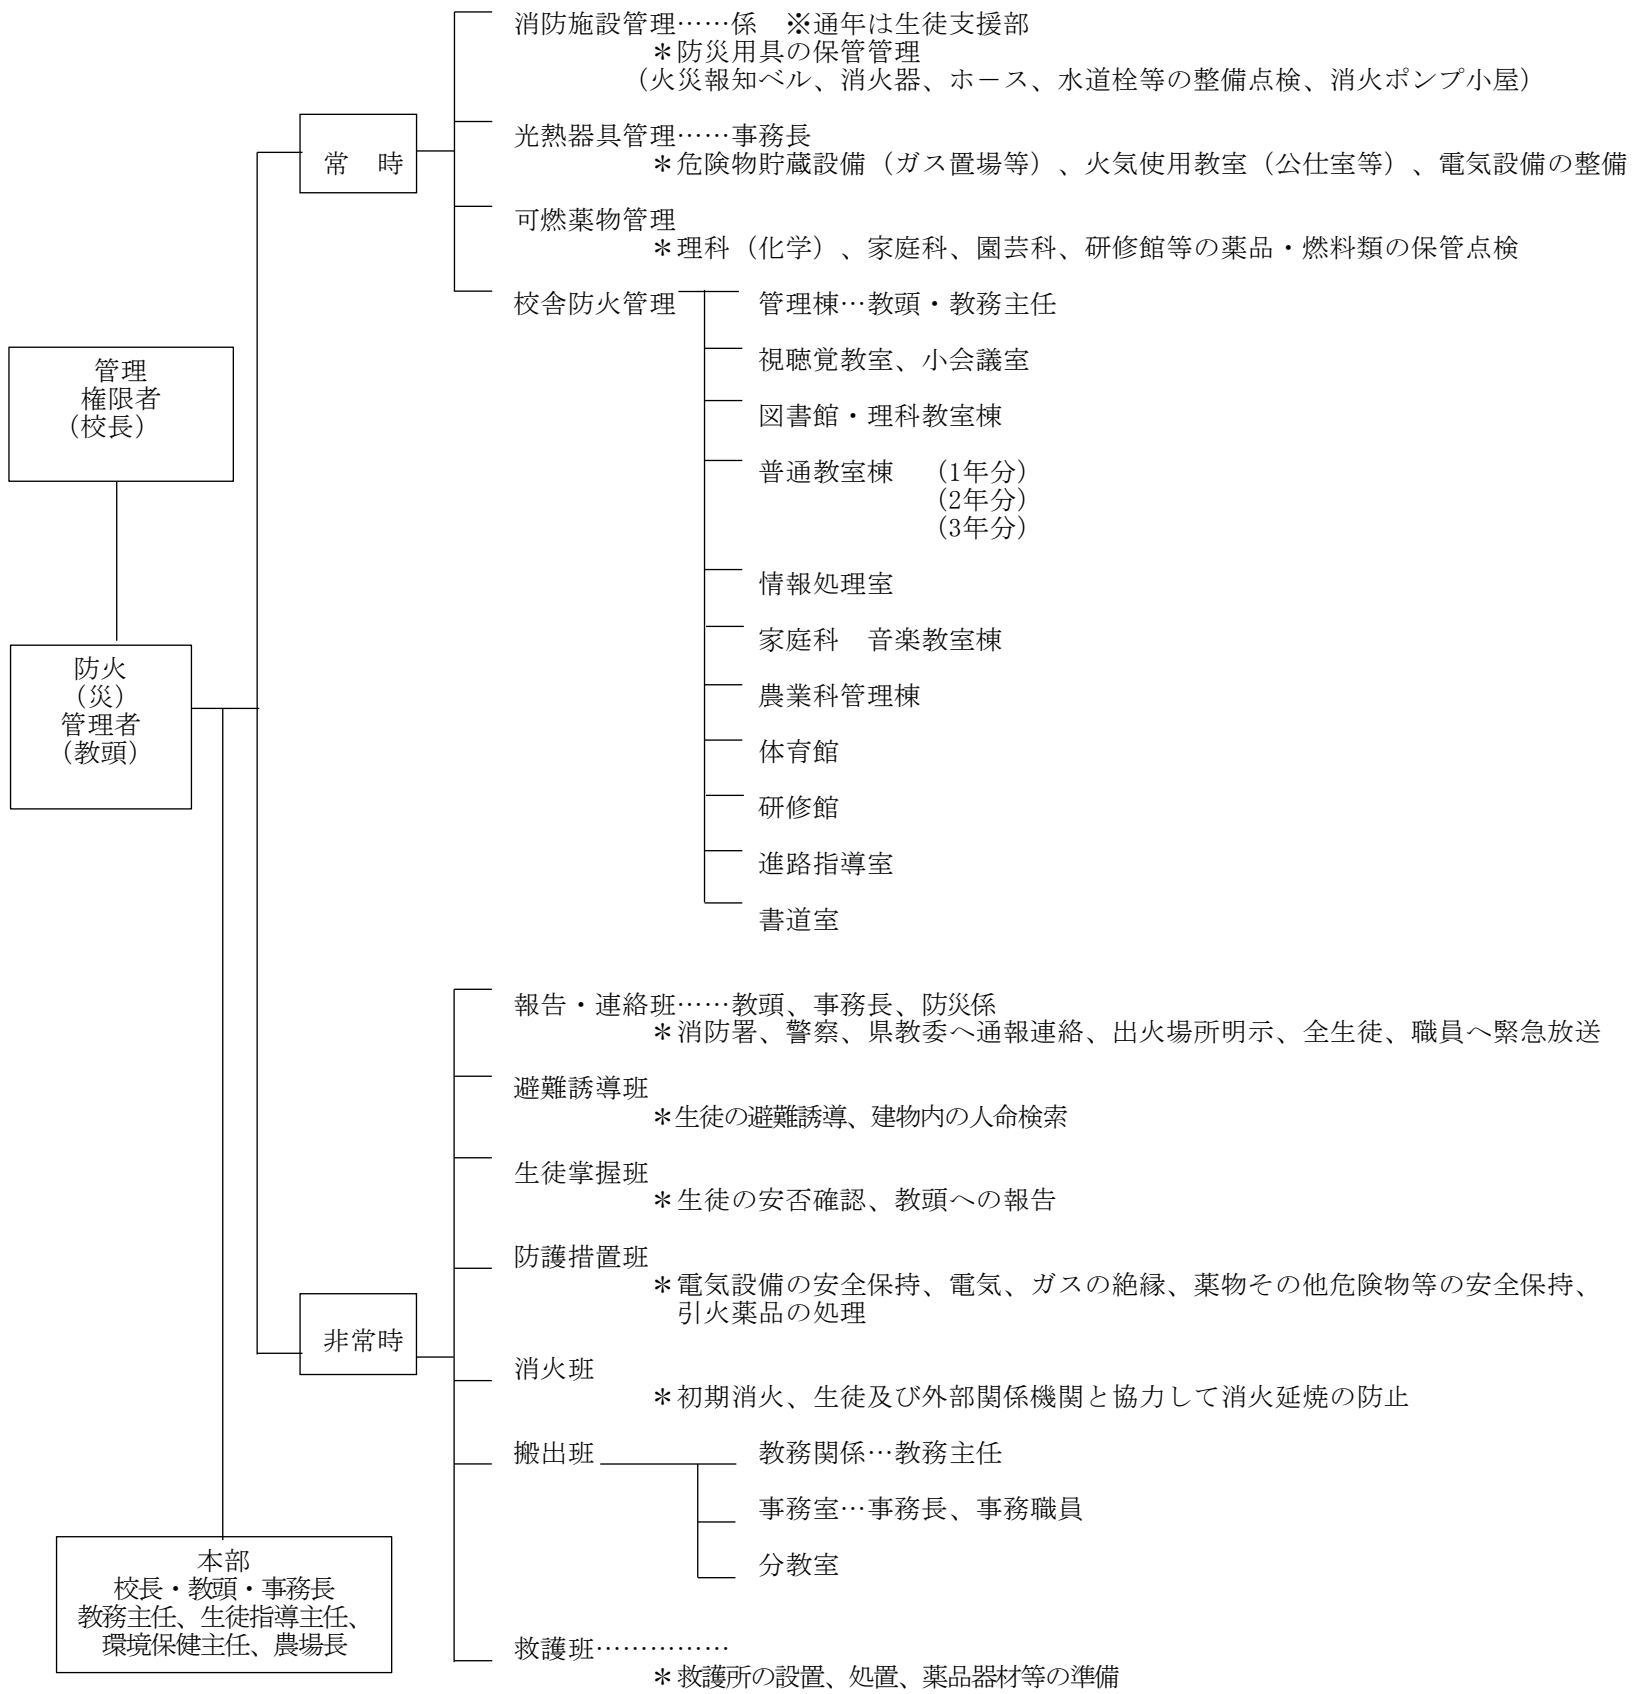 消防施設管理……係　※通年は生徒支援部
＊防災用具の保管管理
（火災報知ベル、消火器、ホース、水道栓等の整備点検、消火ポンプ小屋）
光熱器具管理……事務長
＊危険物貯蔵設備（ガス置場等）、火気使用教室（公仕室等）、電気設備の整備
常　時
可燃薬物管理
＊理科（化学）、家庭科、園芸科、研修館等の薬品・燃料類の保管点検
校舎防火管理
管理棟…教頭・教務主任
視聴覚教室、小会議室
図書館・理科教室棟
普通教室棟　（1年分）
（2年分）
（3年分）
情報処理室
家庭科　音楽教室棟
農業科管理棟
体育館
研修館
進路指導室
書道室
管理
権限者
（校長）
防火
（災）
管理者
（教頭）
報告・連絡班……教頭、事務長、防災係
＊消防署、警察、県教委へ通報連絡、出火場所明示、全生徒、職員へ緊急放送
避難誘導班
＊生徒の避難誘導、建物内の人命検索
生徒掌握班
＊生徒の安否確認、教頭への報告
防護措置班
＊電気設備の安全保持、電気、ガスの絶縁、薬物その他危険物等の安全保持、
引火薬品の処理
非常時
消火班
＊初期消火、生徒及び外部関係機関と協力して消火延焼の防止
搬出班
教務関係…教務主任
事務室…事務長、事務職員
分教室
救護班……………
＊救護所の設置、処置、薬品器材等の準備
本部
校長・教頭・事務長
教務主任、生徒指導主任、
環境保健主任、農場長